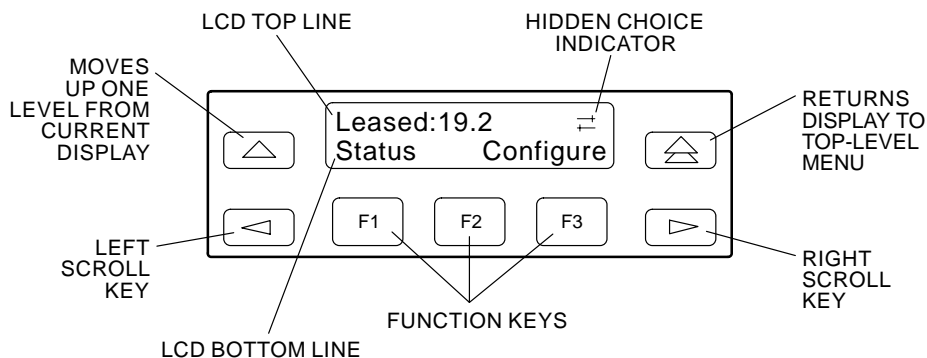 LCD TOP LINE
HIDDEN CHOICE
INDICATOR
MOVES
UP ONE
LEVEL FROM
CURRENT
DISPLAY
Leased:19.2
Status Configure
RETURNS
DISPLAY TO
TOP-LEVEL
MENU
F1 F2 F3
LEFT
SCROLL
KEY
RIGHT
SCROLL
KEY
FUNCTION KEYS
LCD BOTTOM LINE